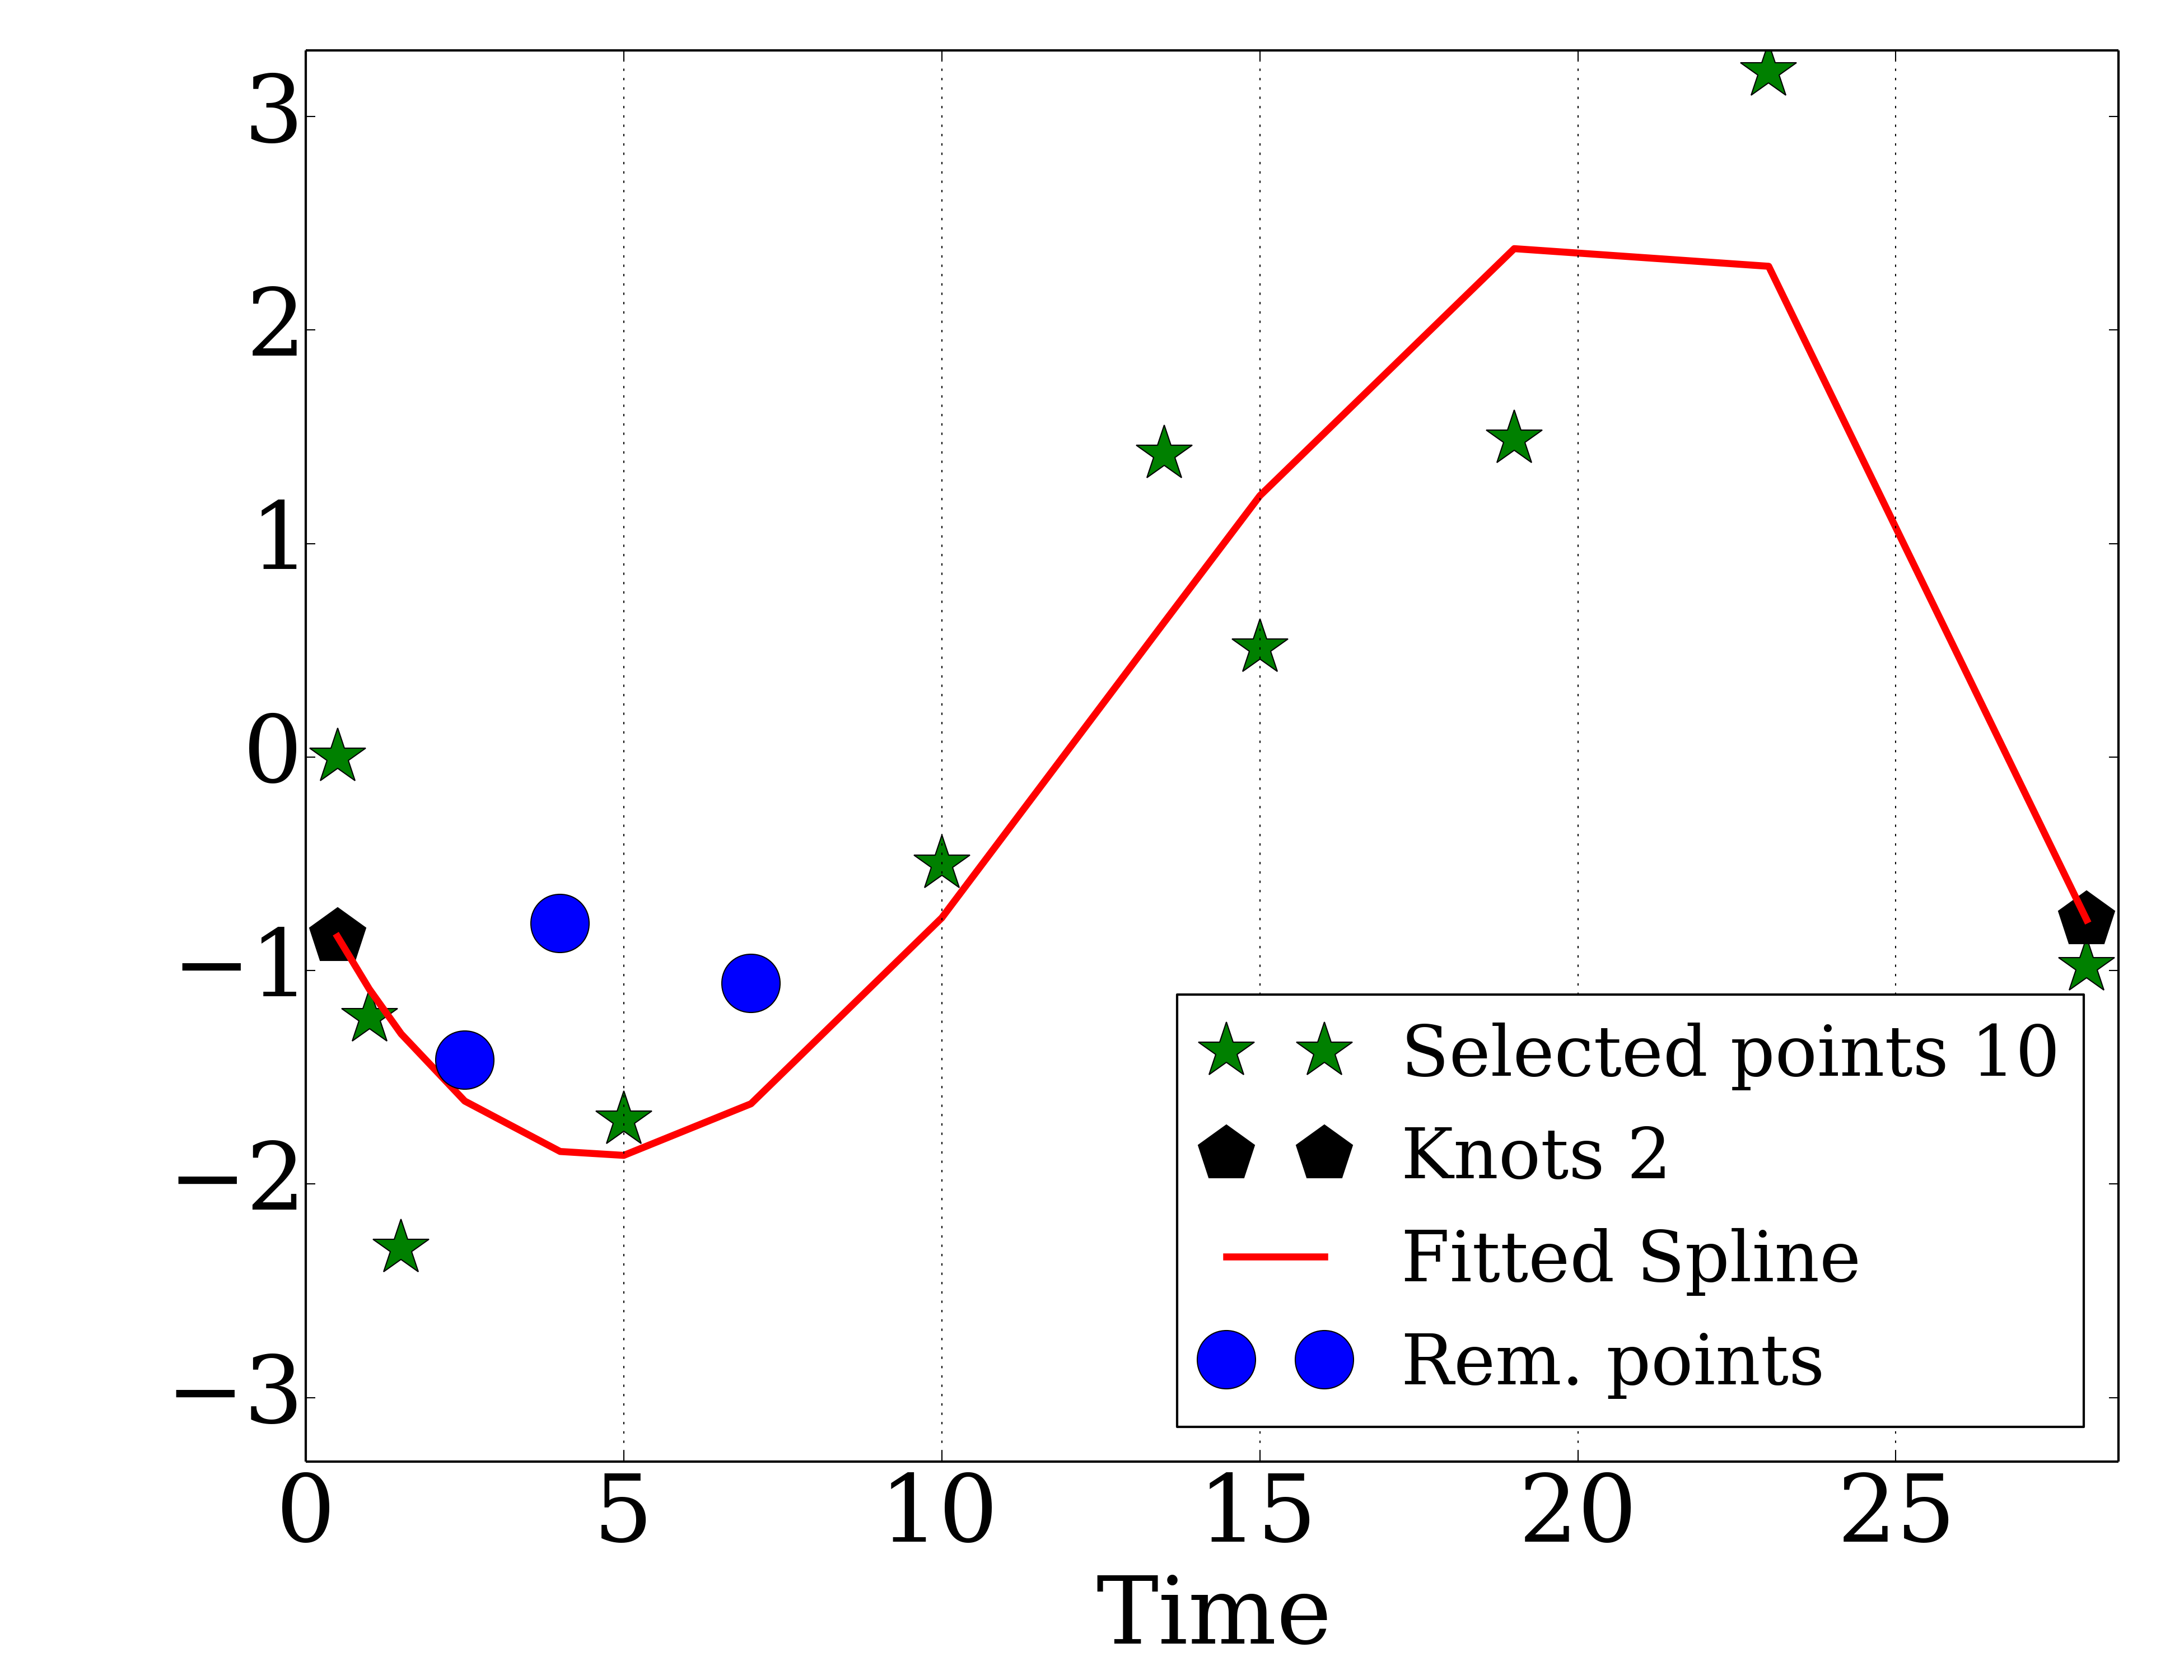 3
2
1
0
−1
−2
−3
Selected points 10
Knots 2
Fitted Spline
Rem. points
0 5 10 15 20 25
Time